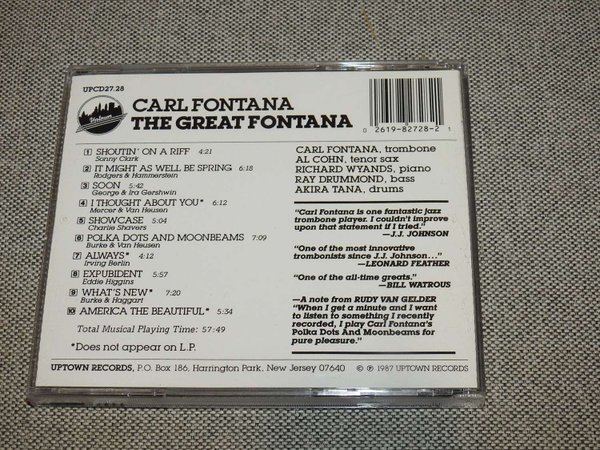 UPCD27.28
Uptown
CARL FONTANA
THE GREAT FONTANA
0 2619-82728-2 1
1 SHOUTIN' ON A RIFF 4:21
Sonny Clark
2 IT MIGHT AS WELL BE SPRING 6:18
Rodgers & Hammerstein
3 SOON 5:42
George & Ira Gershwin
4 I THOUGHT ABOUT YOU* 6:12
Mercer & Van Heusen
5 SHOWCASE 5:04
Charlie Shavers
6 POLKA DOTS AND MOONBEAMS 7:09
Burke & Van Heusen
7 ALWAYS* 4:12
Irving Berlin
8 EXPUBIDENT 5:57
Eddie Higgins
9 WHAT'S NEW* 7:20
Burke & Haggart
10 AMERICA THE BEAUTIFUL* 5:34
Total Musical Playing Time: 57:49
*Does not appear on L.P.
CARL FONTANA, trombone
AL COHN, tenor sax
RICHARD WYANDS, piano
RAY DRUMMOND, bass
AKIRA TANA, drums
"Carl Fontana is one fantastic jazz
trombone player. I couldn't improve
upon that statement if I tried."
—J.J. JOHNSON
"One of the most innovative
trombonists since J.J. Johnson..."
—LEONARD FEATHER
"One of the all-time greats."
—BILL WATROUS
—A note from RUDY VAN GELDER
"When I get a minute and I want
to listen to something I recently
recorded, I play Carl Fontana's
Polka Dots And Moonbeams for
pure pleasure."
UPTOWN RECORDS, P.O. Box 186, Harrington Park, New Jersey 07640
© ℗ 1987 UPTOWN RECORDS